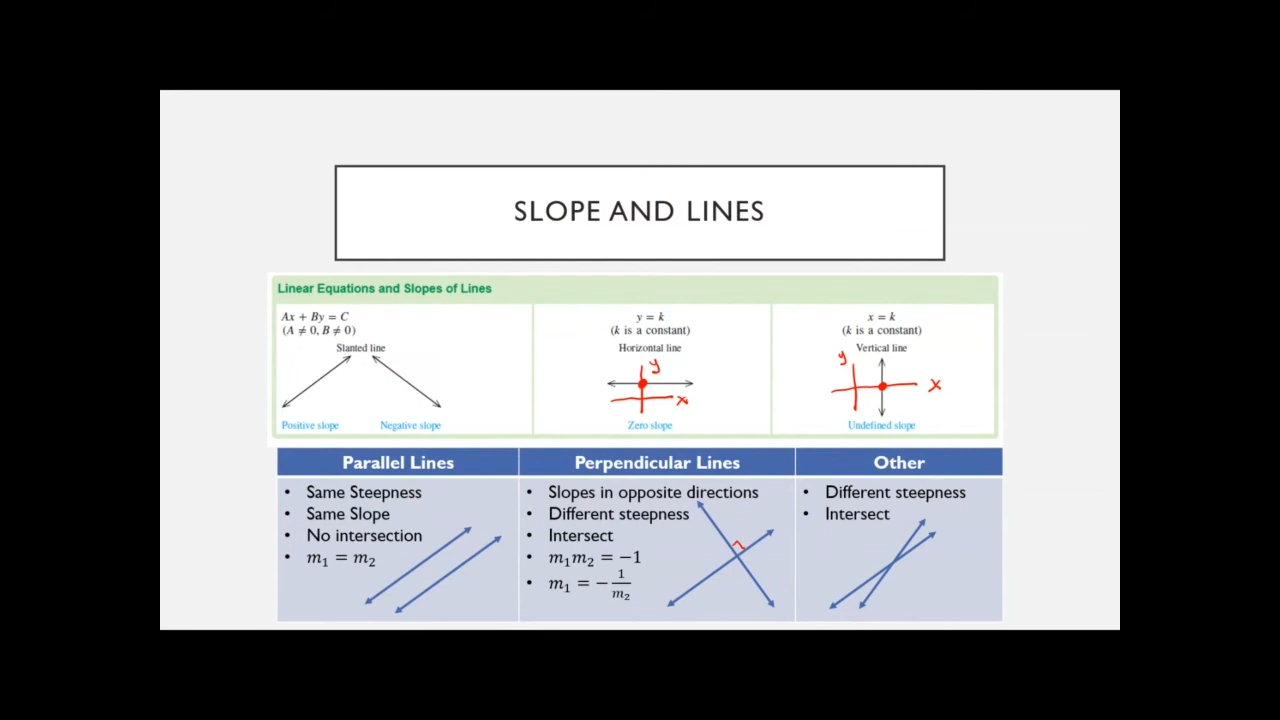 SLOPE AND LINES
Linear Equations and Slopes of Lines
Ax + By = C
(A ≠ 0, B ≠ 0)
Slanted line
Positive slope
Negative slope
y = k
(k is a constant)
Horizontal line
y
x
Zero slope
x = k
(k is a constant)
Vertical line
y
x
Undefined slope
Parallel Lines
• Same Steepness
• Same Slope
• No intersection
• m₁ = m₂
Perpendicular Lines
• Slopes in opposite directions
• Different steepness
• Intersect
• m₁m₂ = −1
• m₁ = −1/m₂
Other
• Different steepness
• Intersect